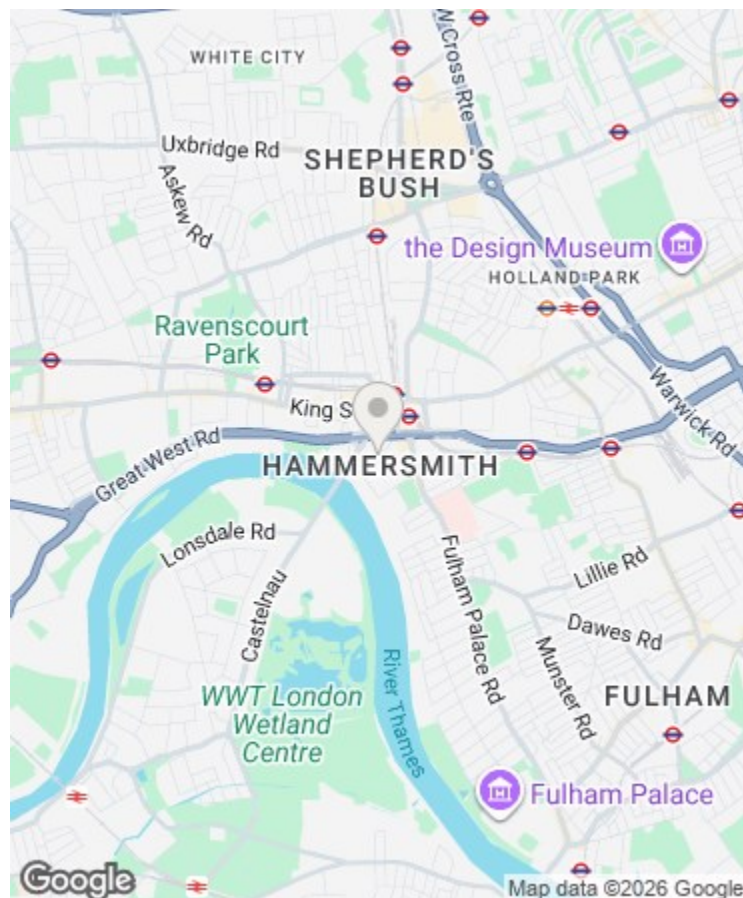 WHITE CITY
W Cross Rte
Uxbridge Rd
SHEPHERD'S
BUSH
Askew Rd
the Design Museum
HOLLAND PARK
Ravenscourt
Park
King S
Warwick Rd
Great West Rd
HAMMERSMITH
Lonsdale Rd
Castelnau
Fulham Palace Rd
Lillie Rd
Dawes Rd
Munster Rd
River Thames
WWT London
Wetland
Centre
FULHAM
Fulham Palace
Google
Map data ©2026 Google